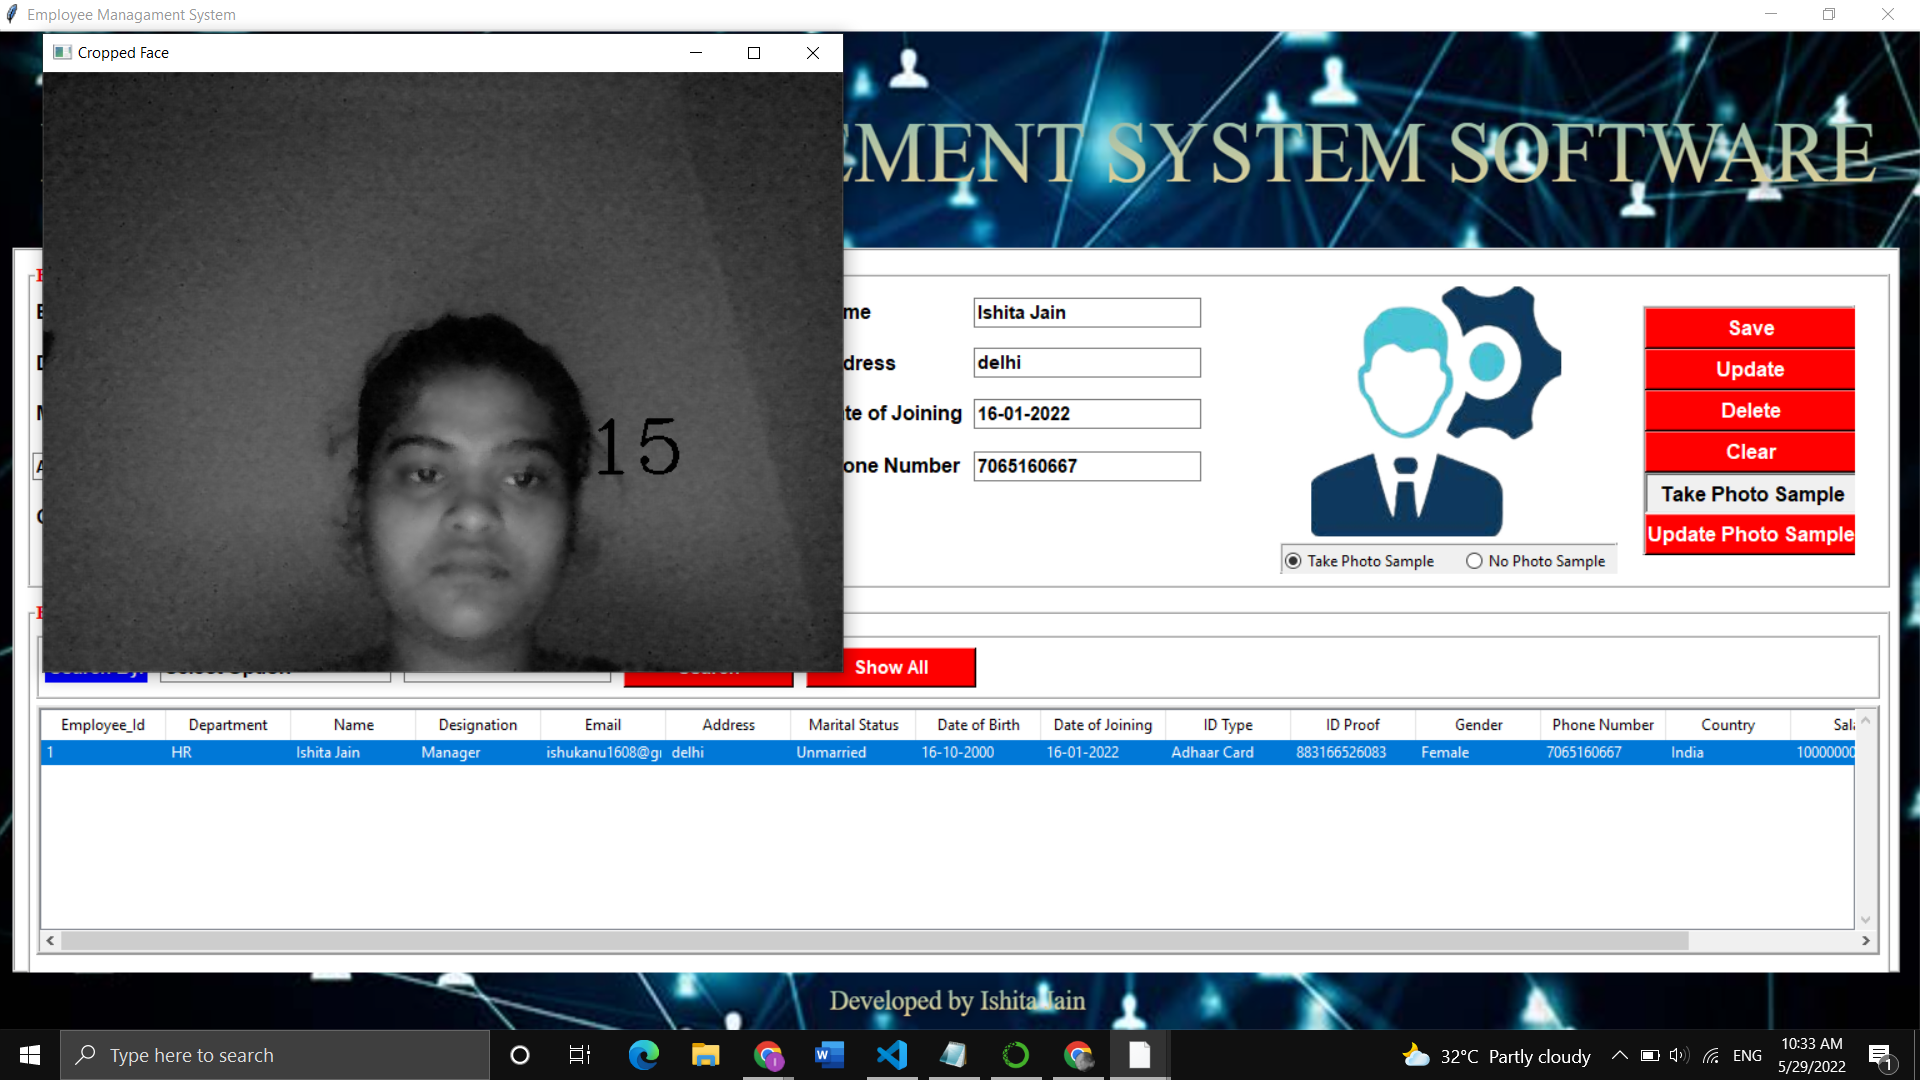 Employee Managament System
Cropped Face
EMENT SYSTEM SOFTWARE
15
me
Ishita Jain
dress
delhi
te of Joining
16-01-2022
one Number
7065160667
Save
Update
Delete
Clear
Take Photo Sample
Update Photo Sample
Take Photo Sample
No Photo Sample
Show All
Employee_Id Department Name Designation Email Address Marital Status Date of Birth Date of Joining ID Type ID Proof Gender Phone Number Country Sala
1 HR Ishita Jain Manager ishukanu1608@g delhi Unmarried 16-10-2000 16-01-2022 Adhaar Card 883166526083 Female 7065160667 India 10000000
Developed by Ishita Jain
Type here to search
32°C Partly cloudy
ENG
10:33 AM
5/29/2022
1